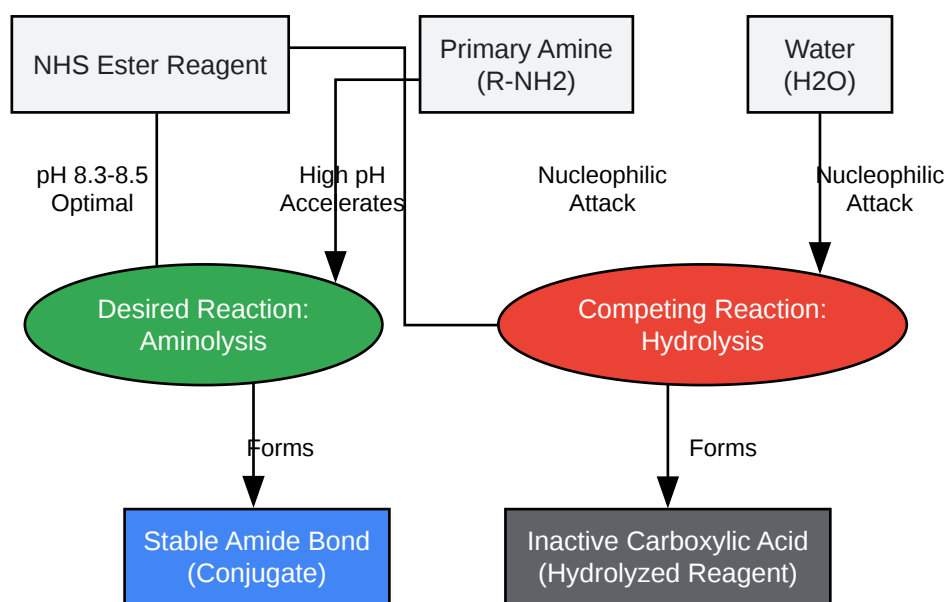 NHS Ester Reagent
Primary Amine
(R-NH2)
Water
(H2O)
pH 8.3-8.5
Optimal
High pH
Accelerates
Nucleophilic
Attack
Nucleophilic
Attack
Desired Reaction:
Aminolysis
Competing Reaction:
Hydrolysis
Forms
Forms
Stable Amide Bond
(Conjugate)
Inactive Carboxylic Acid
(Hydrolyzed Reagent)